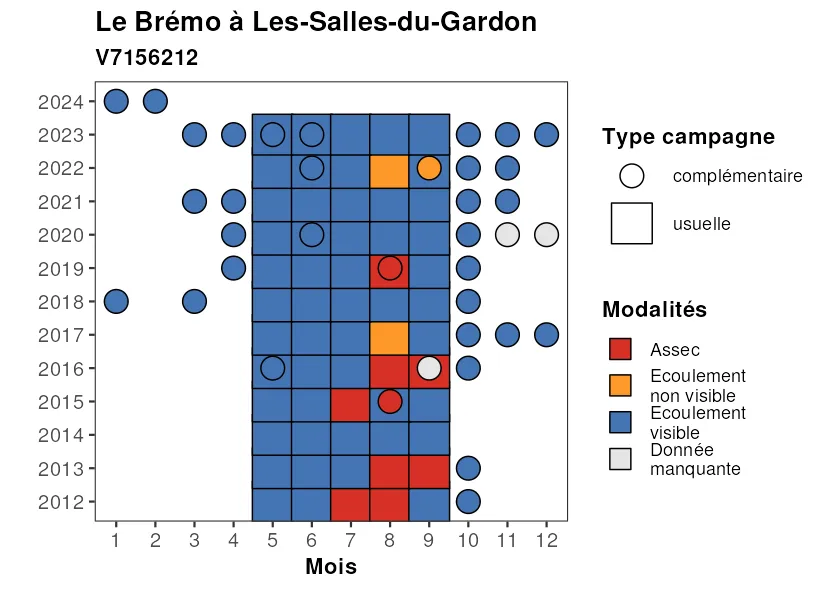 Le Brémo à Les-Salles-du-Gardon
V7156212
2024
2023
2022
2021
2020
2019
2018
2017
2016
2015
2014
2013
2012
1 2 3 4 5 6 7 8 9 10 11 12
Mois
Type campagne
complémentaire
usuelle
Modalités
Assec
Ecoulement
non visible
Ecoulement
visible
Donnée
manquante